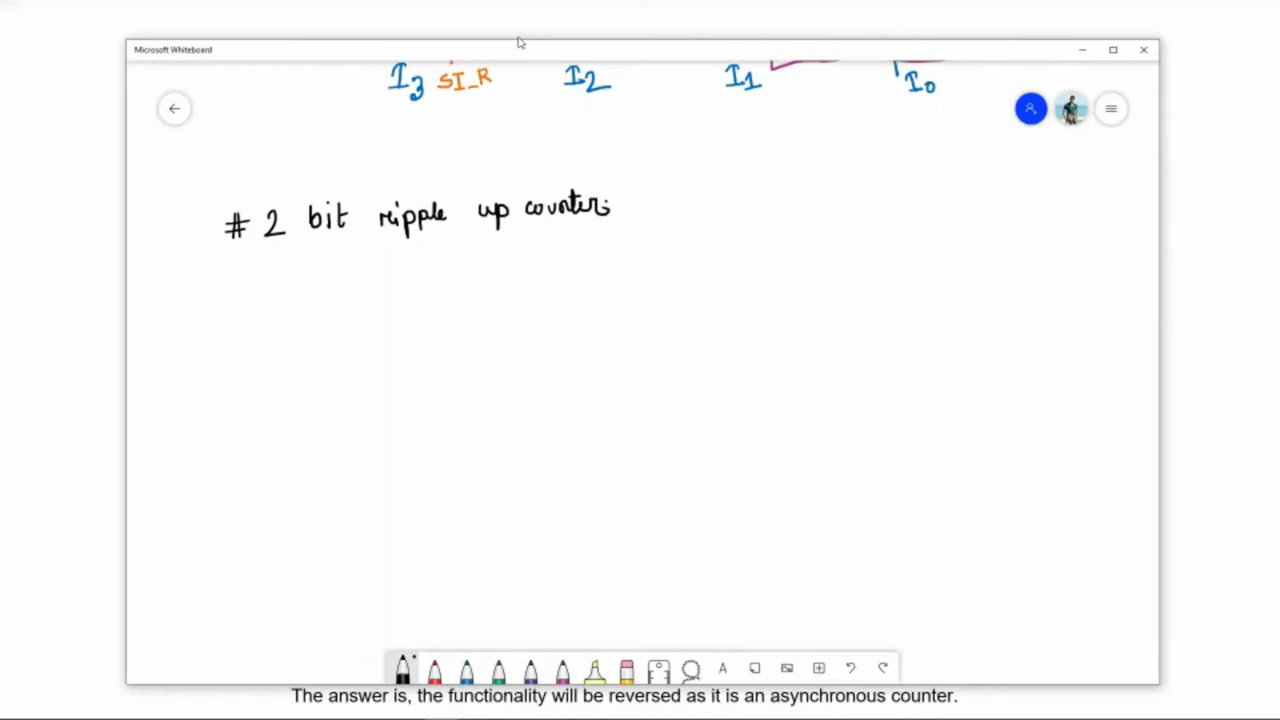 Microsoft Whiteboard
I3 SI_R I2 I1 I0
# 2 bit ripple up counter:
A
The answer is, the functionality will be reversed as it is an asynchronous counter.